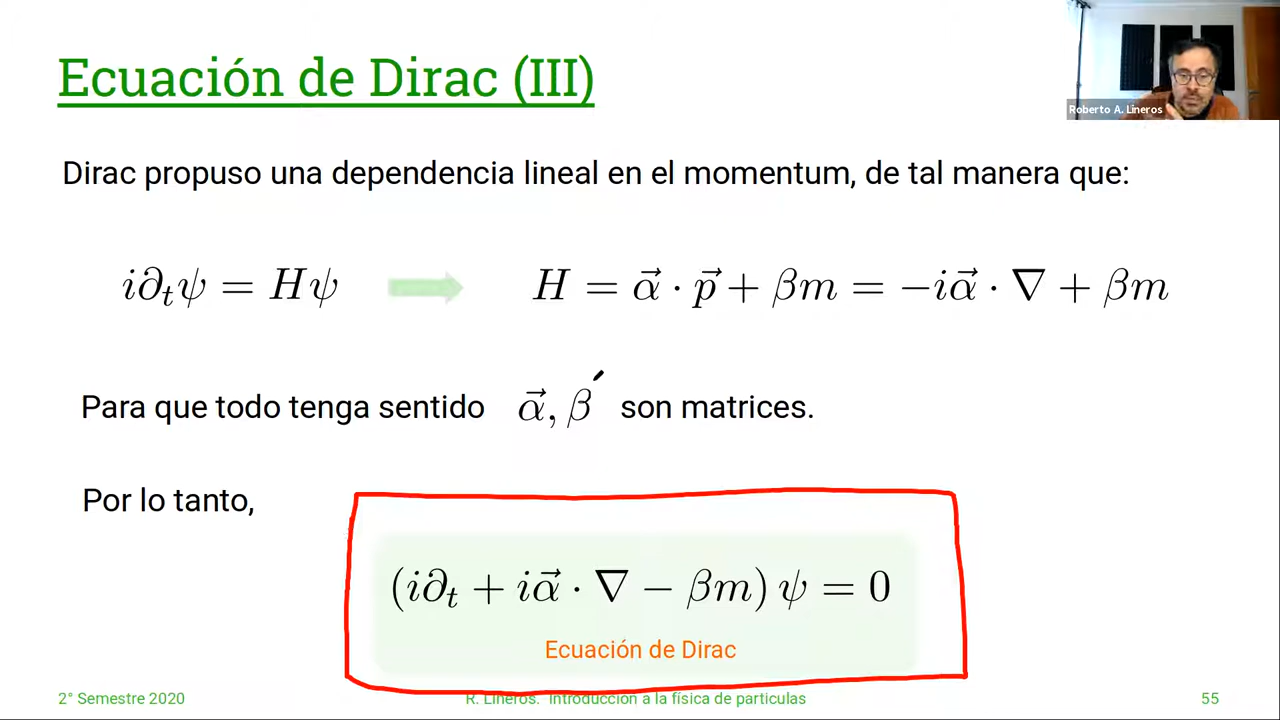 Ecuación de Dirac (III)
Roberto A. Lineros
Dirac propuso una dependencia lineal en el momentum, de tal manera que:
i∂ₜψ = Hψ H = α⃗ · p⃗ + βm = −iα⃗ · ∇ + βm
Para que todo tenga sentido α⃗, β son matrices.
Por lo tanto,
(i∂ₜ + iα⃗ · ∇ − βm) ψ = 0
Ecuación de Dirac
2° Semestre 2020 R. Lineros. Introduccion a la física de particulas 55